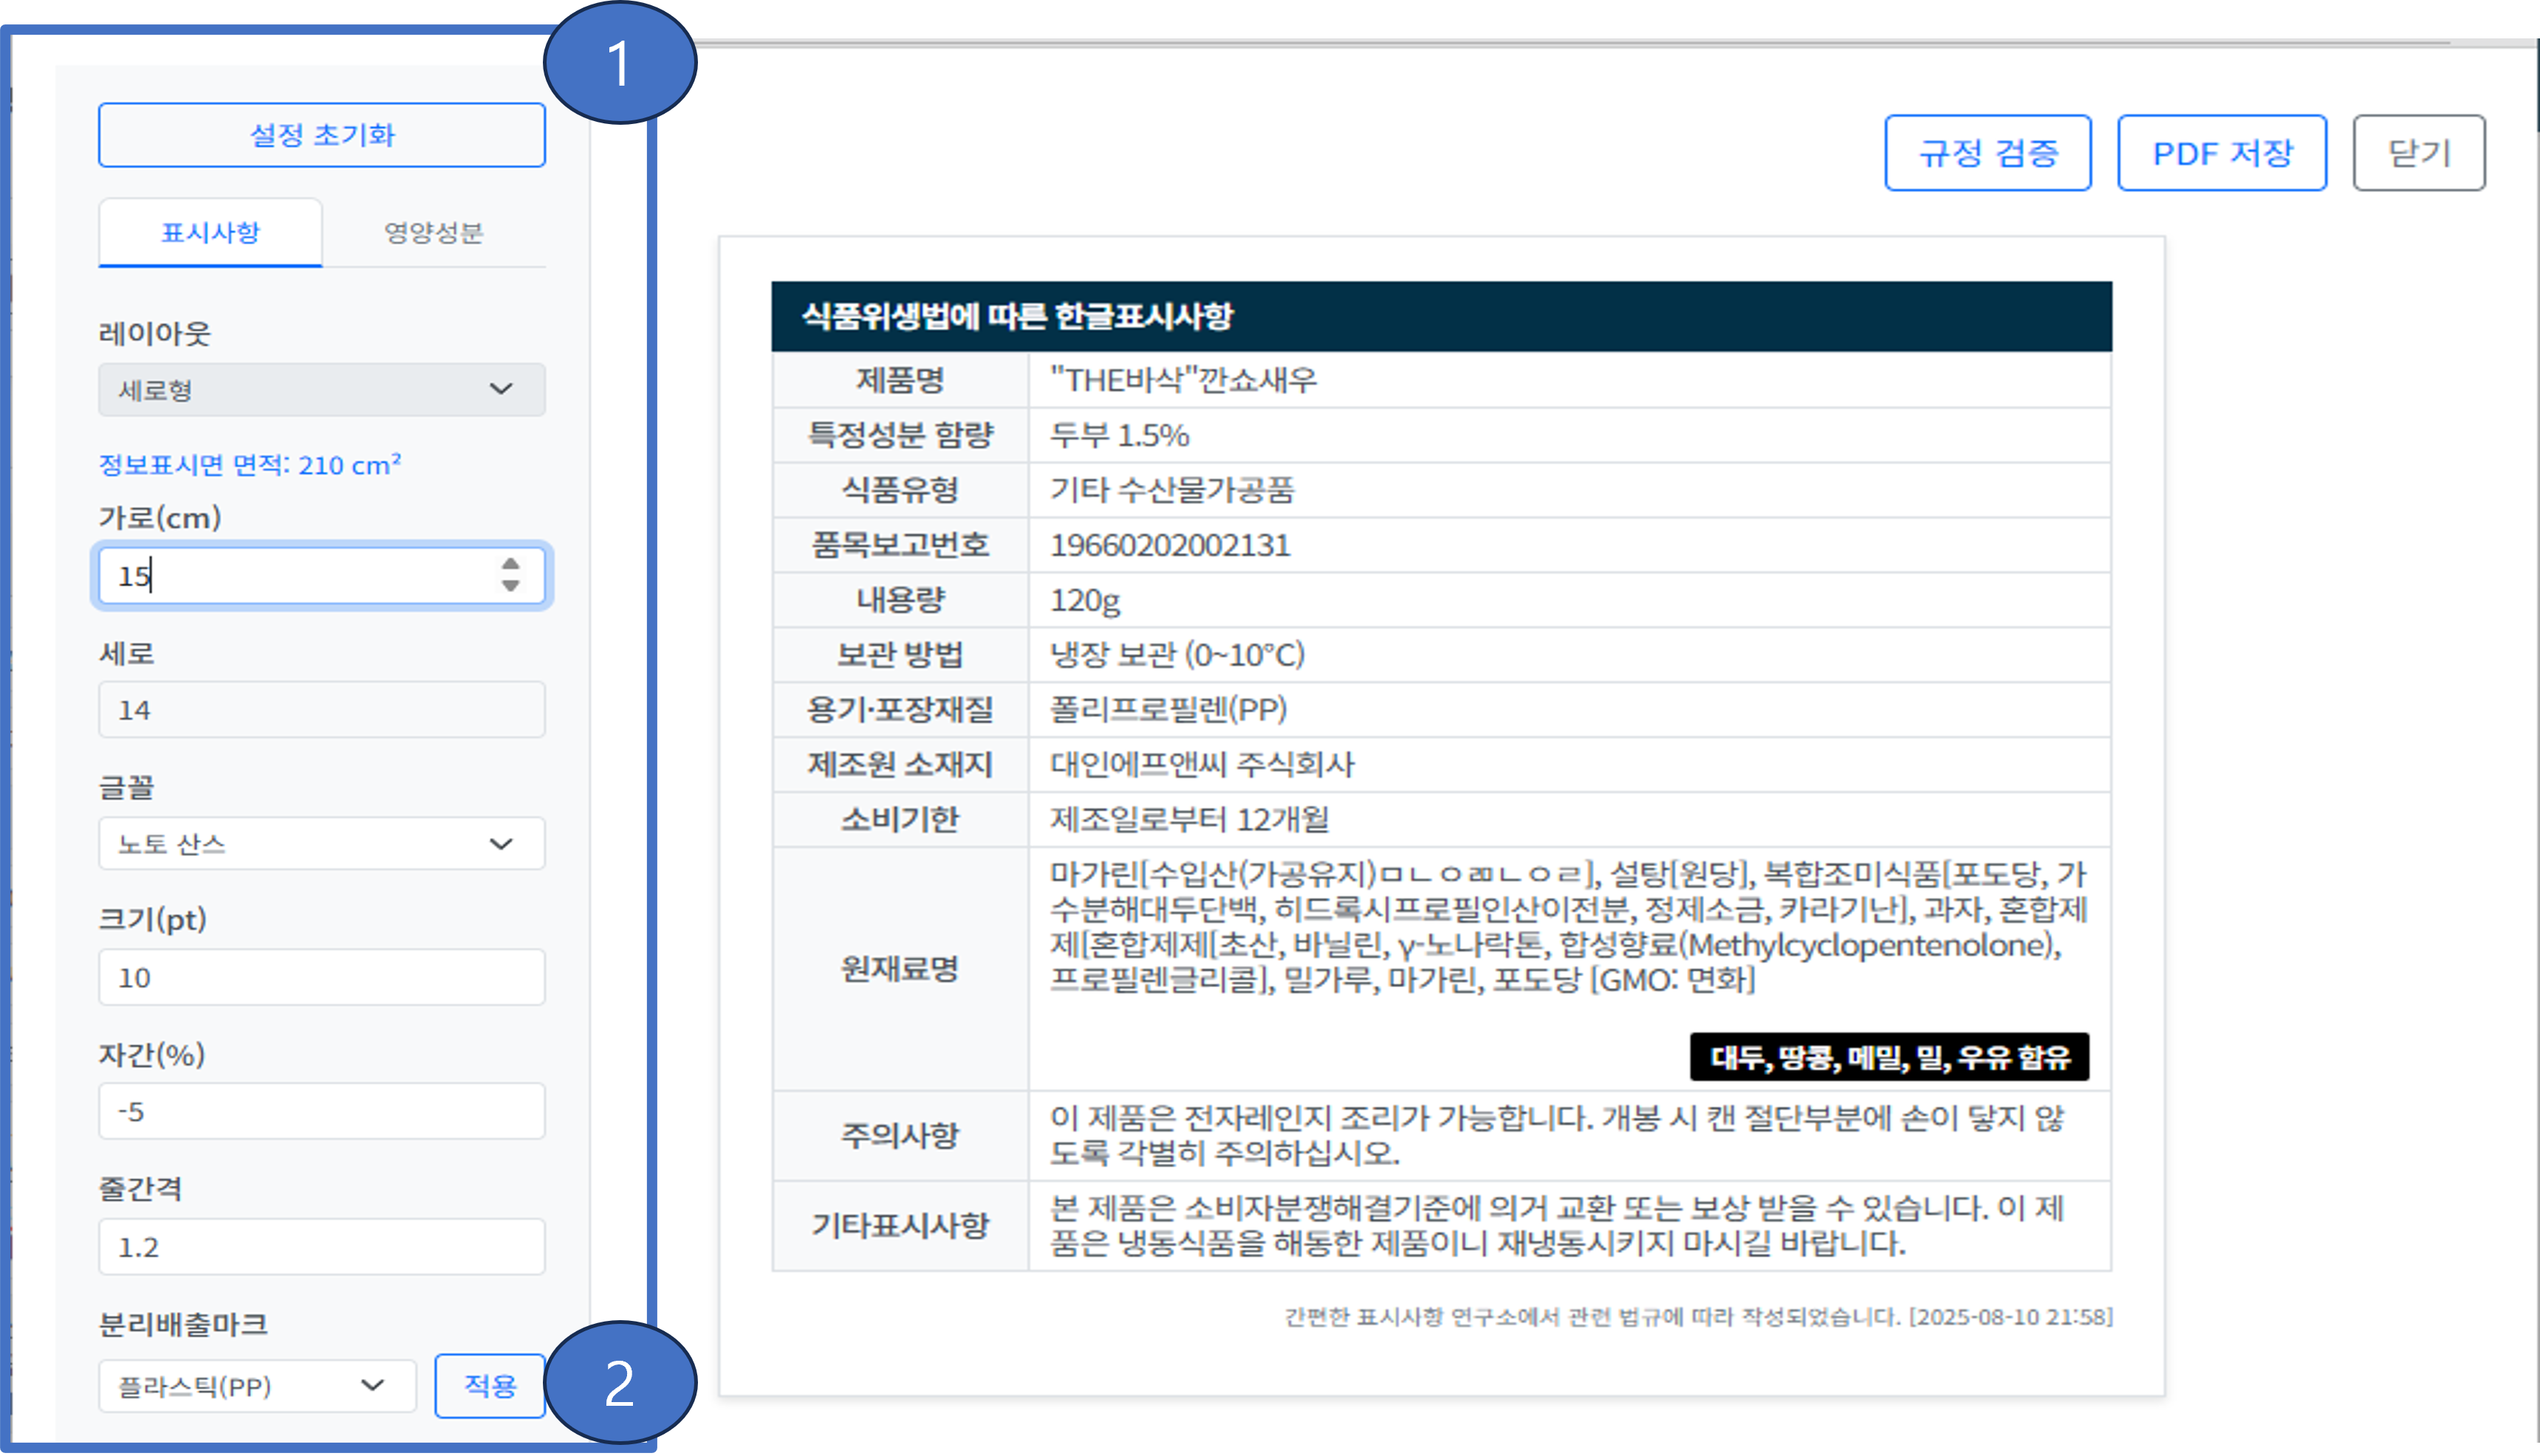 1
설정 초기화
표시사항 영양성분
레이아웃
세로형
정보표시면 면적: 210 cm²
가로(cm)
15
세로
14
글꼴
노토 산스
크기(pt)
10
자간(%)
-5
줄간격
1.2
분리배출마크
플라스틱(PP) 적용
2
규정 검증 PDF 저장 닫기
식품위생법에 따른 한글표시사항
제품명 "THE바삭"깐쇼새우
특정성분 함량 두부 1.5%
식품유형 기타 수산물가공품
품목보고번호 19660202002131
내용량 120g
보관 방법 냉장 보관 (0~10°C)
용기·포장재질 폴리프로필렌(PP)
제조원 소재지 대인에프앤씨 주식회사
소비기한 제조일로부터 12개월
원재료명
마가린[수입산(가공유지)ㅁㄴㅇㄻㄴㅇㄹ], 설탕[원당], 복합조미식품[포도당, 가
수분해대두단백, 히드록시프로필인산이전분, 정제소금, 카라기난], 과자, 혼합제
제[혼합제제[초산, 바닐린, γ-노나락톤, 합성향료(Methylcyclopentenolone),
프로필렌글리콜], 밀가루, 마가린, 포도당 [GMO: 면화]
대두, 땅콩, 메밀, 밀, 우유 함유
주의사항
이 제품은 전자레인지 조리가 가능합니다. 개봉 시 캔 절단부분에 손이 닿지 않
도록 각별히 주의하십시오.
기타표시사항
본 제품은 소비자분쟁해결기준에 의거 교환 또는 보상 받을 수 있습니다. 이 제
품은 냉동식품을 해동한 제품이니 재냉동시키지 마시길 바랍니다.
간편한 표시사항 연구소에서 관련 법규에 따라 작성되었습니다. [2025-08-10 21:58]